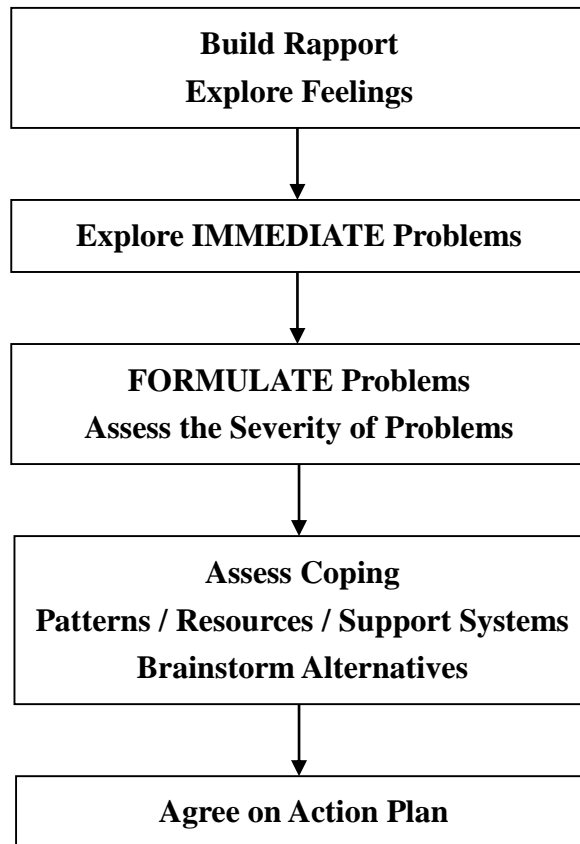 Build Rapport
Explore Feelings
Explore IMMEDIATE Problems
FORMULATE Problems
Assess the Severity of Problems
Assess Coping
Patterns / Resources / Support Systems
Brainstorm Alternatives
Agree on Action Plan